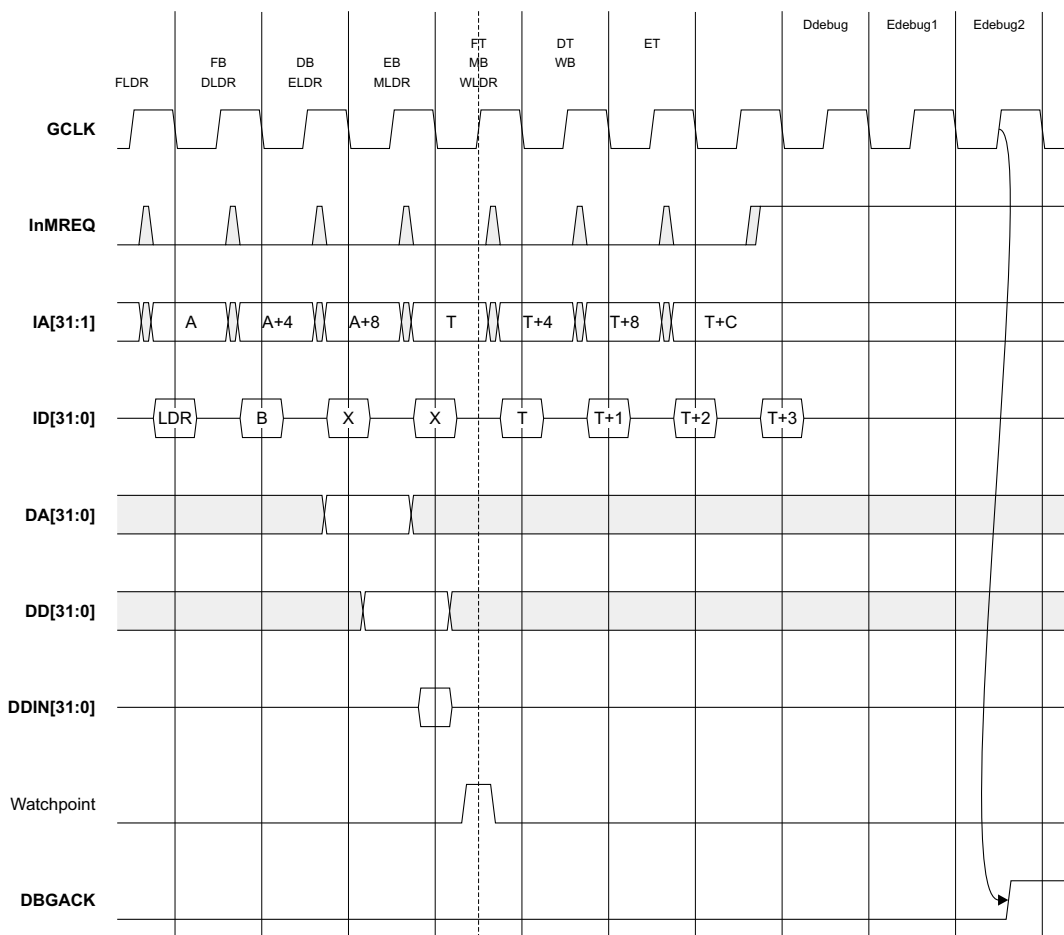 Ddebug Edebug1 Edebug2
FT DT ET
FB DB EB MB WB
FLDR DLDR ELDR MLDR WLDR
GCLK
InMREQ
IA[31:1] A A+4 A+8 T T+4 T+8 T+C
ID[31:0] LDR B X X T T+1 T+2 T+3
DA[31:0]
DD[31:0]
DDIN[31:0]
Watchpoint
DBGACK